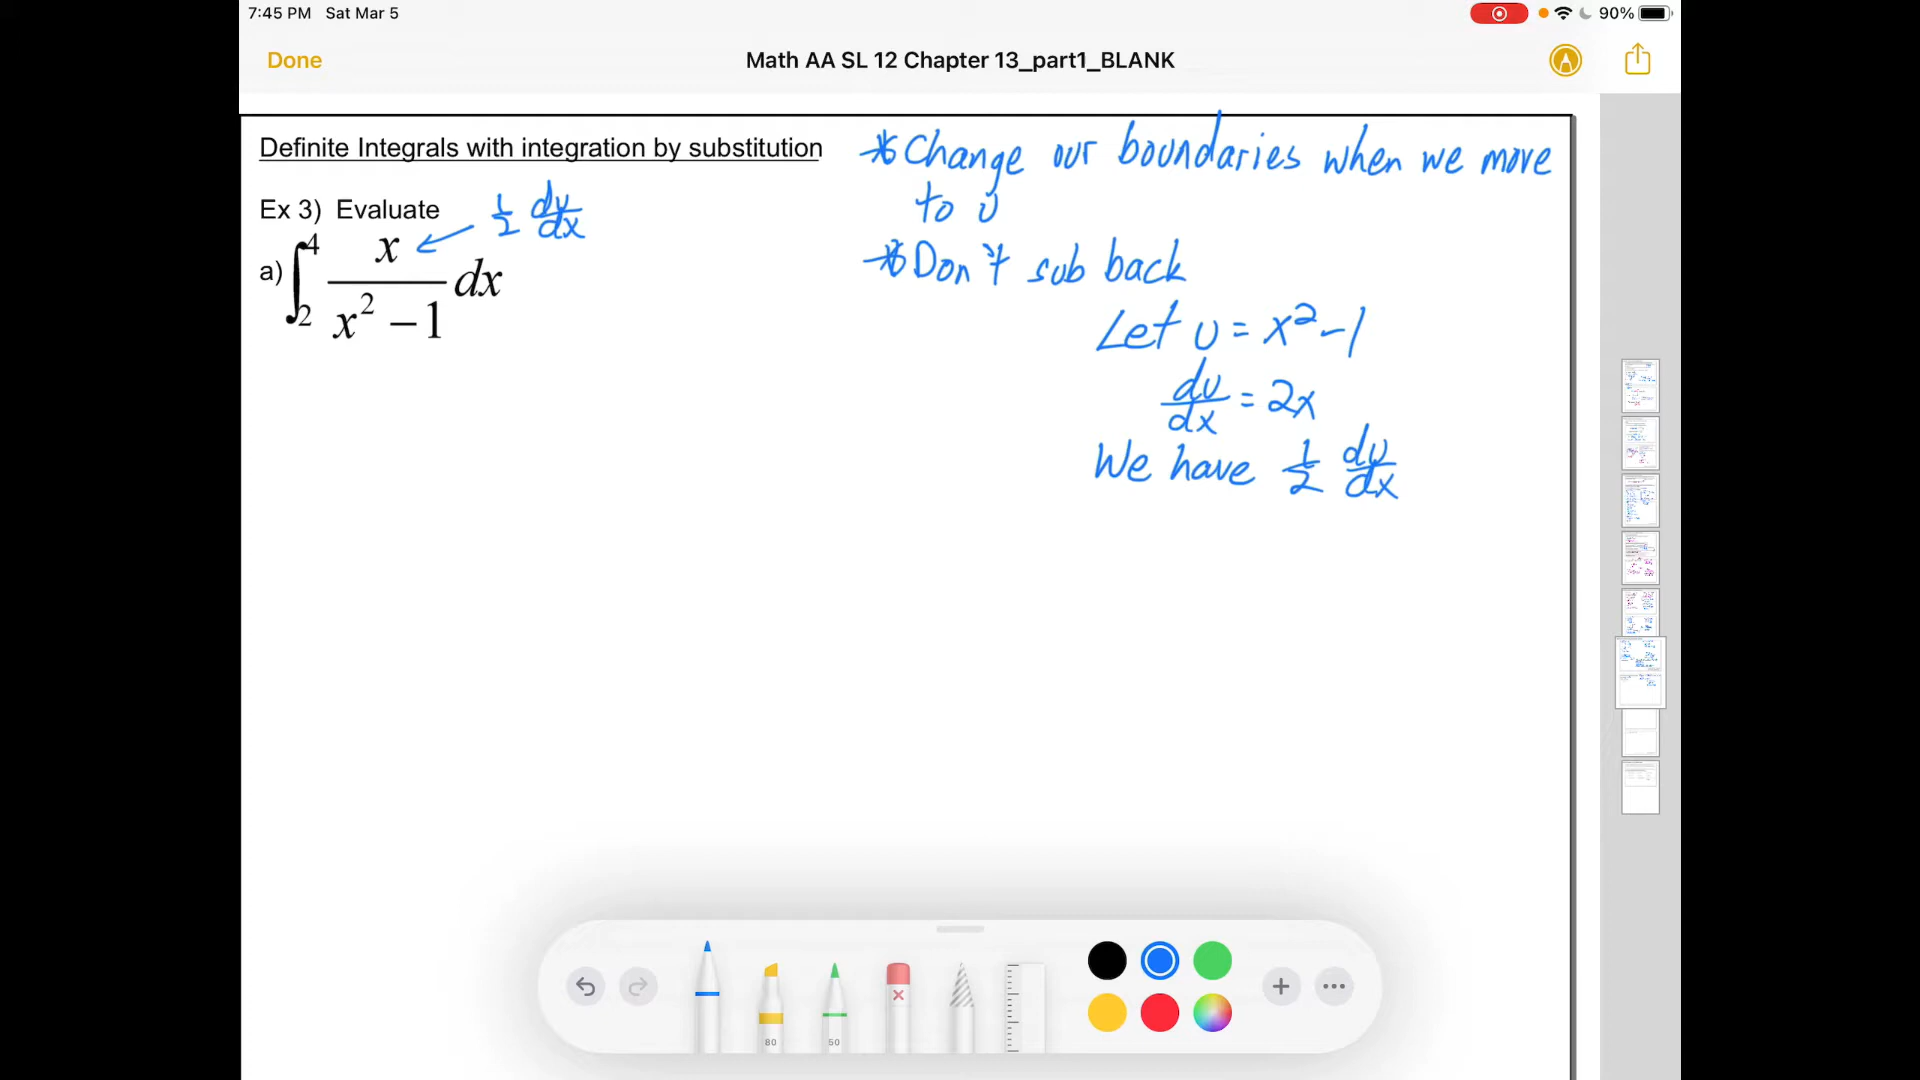 7:45 PM Sat Mar 5
90%
Done
Math AA SL 12 Chapter 13_part1_BLANK
Definite Integrals with integration by substitution
*Change our boundaries when we move
to u
*Don't sub back
Ex 3) Evaluate
1/2 du/dx
a) ∫_2^4 x/(x² − 1) dx
Let u = x² − 1
du/dx = 2x
We have 1/2 du/dx
80
50